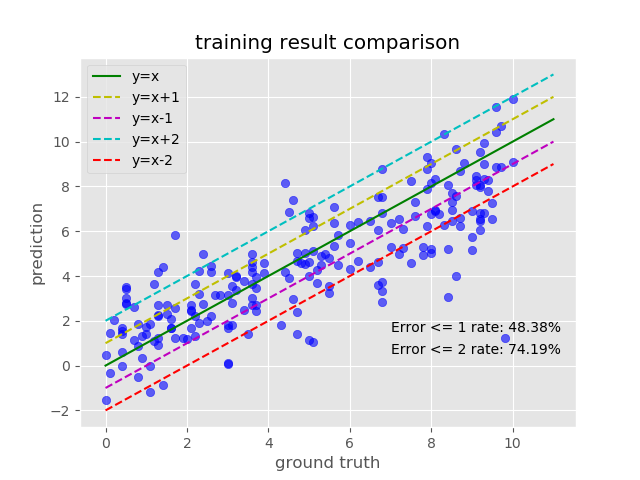 training result comparison
y=x
y=x+1
y=x-1
y=x+2
y=x-2
12
10
8
6
4
2
0
−2
prediction
Error <= 1 rate: 48.38%
Error <= 2 rate: 74.19%
0 2 4 6 8 10
ground truth